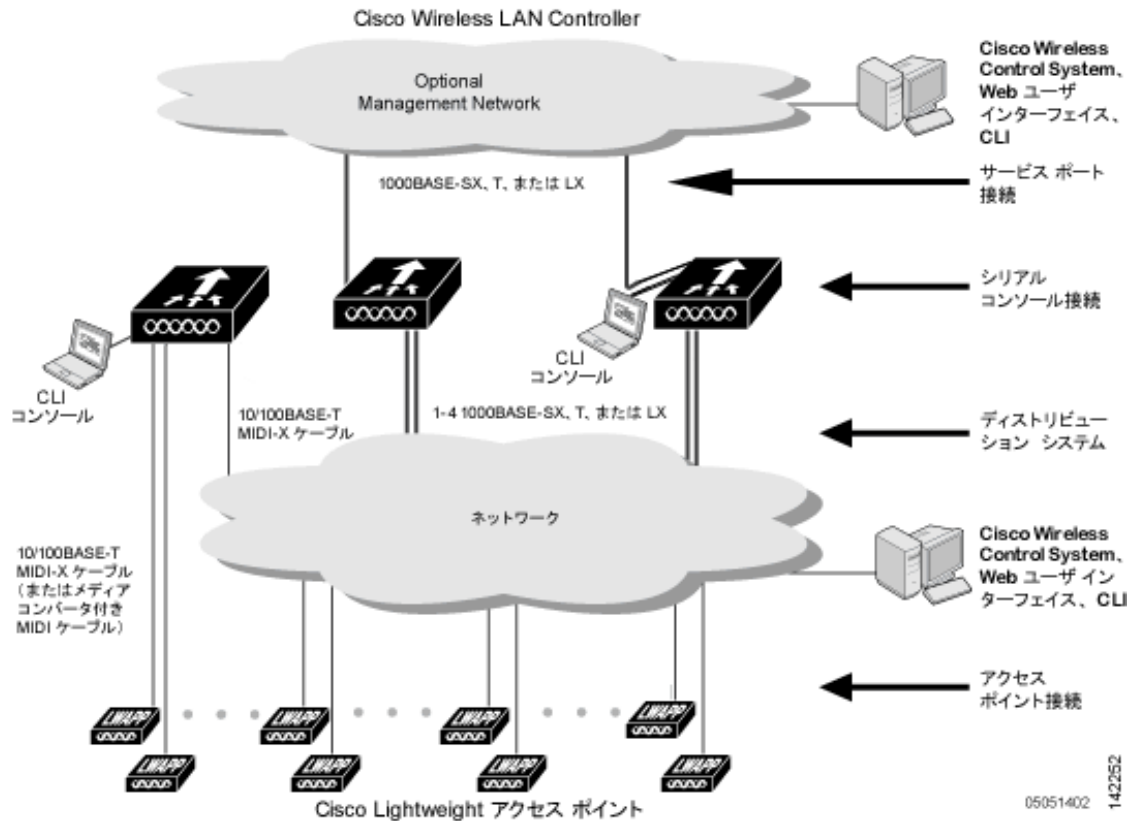 Cisco Wireless LAN Controller
Optional
Management Network
Cisco Wireless
Control System、
Web ユーザ
インターフェイス、
CLI
1000BASE-SX、T、または LX
サービス ポート
接続
シリアル
コンソール接続
CLI
コンソール
CLI
コンソール
10/100BASE-T
MIDI-X ケーブル
1-4 1000BASE-SX、T、または LX
ディストリビュー
ション システム
ネットワーク
10/100BASE-T
MIDI-X ケーブル
(またはメディア
コンバータ付き
MIDI ケーブル)
Cisco Wireless
Control System、
Web ユーザ イン
ターフェイス、CLI
アクセス
ポイント接続
LWAPP
LWAPP
LWAPP
LWAPP
LWAPP
LWAPP
LWAPP
LWAPP
Cisco Lightweight アクセス ポイント
05051402
142252